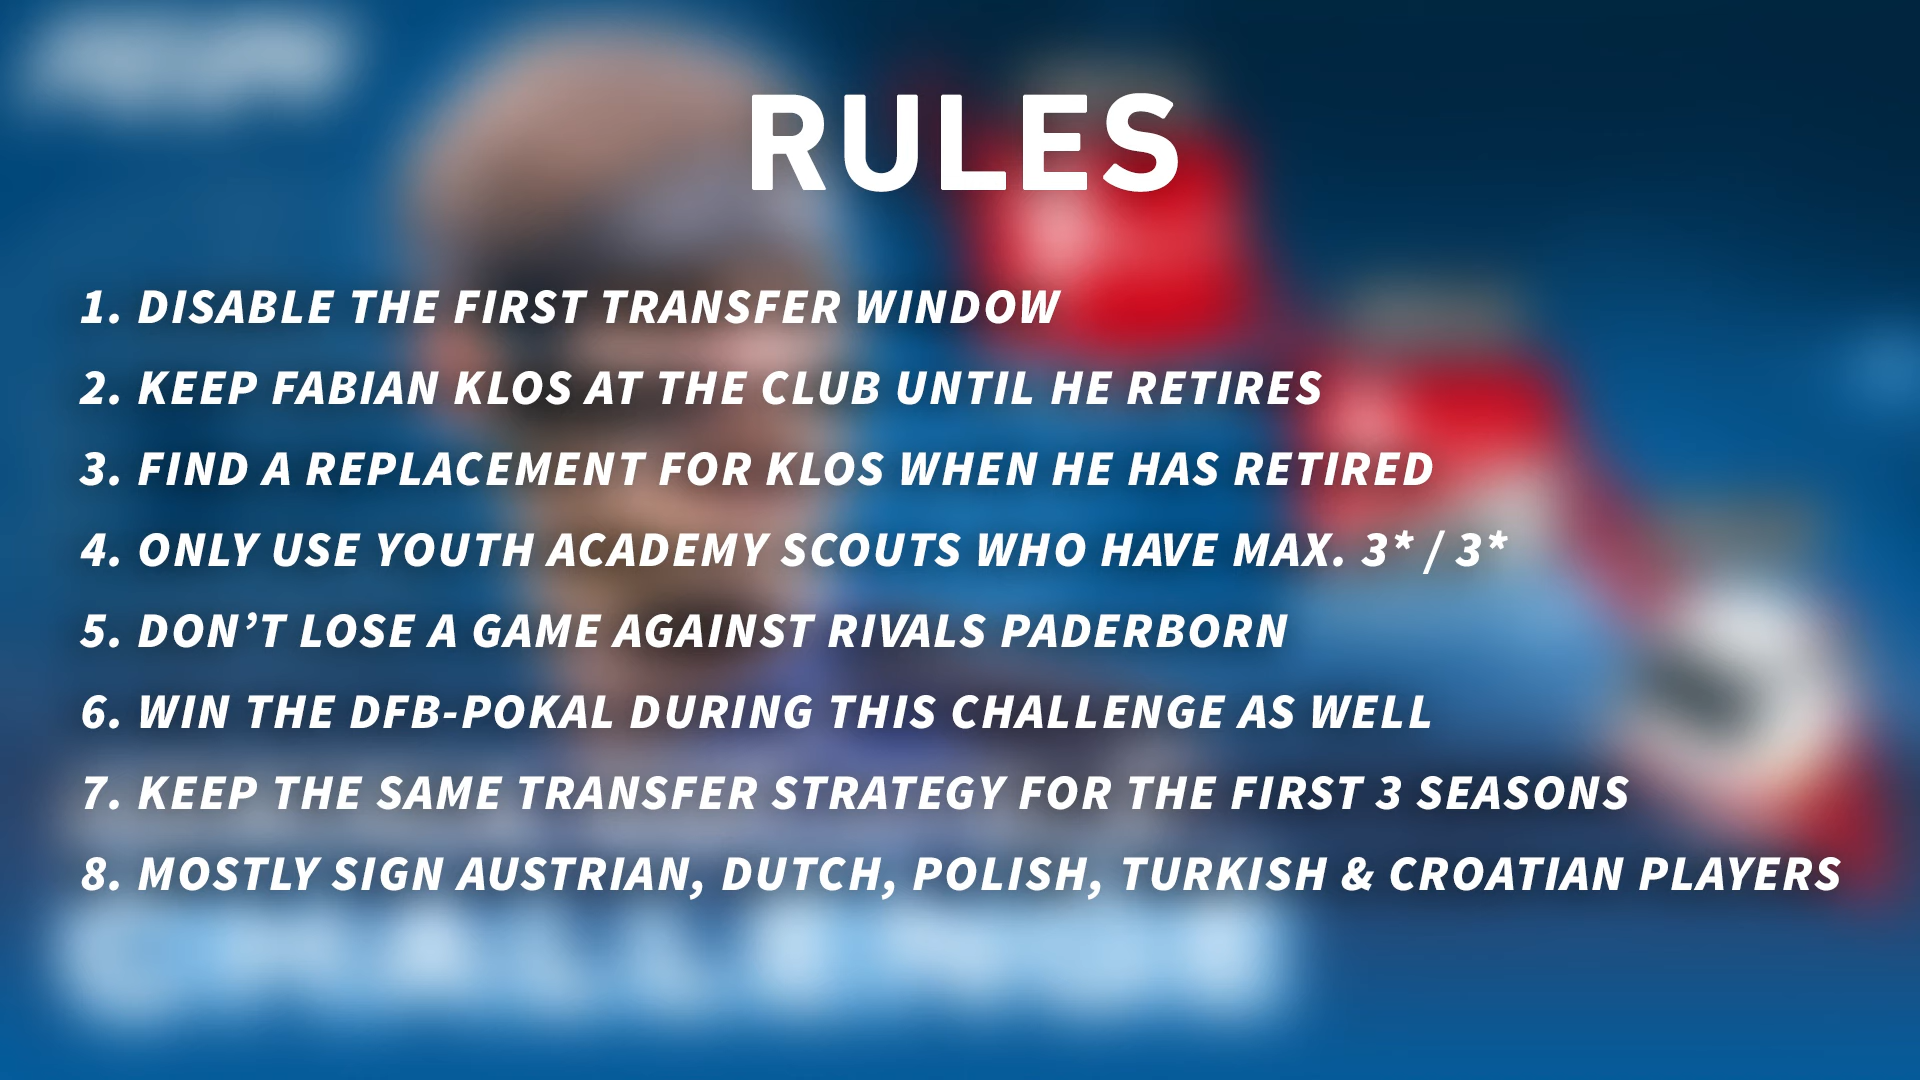 RULES
1. DISABLE THE FIRST TRANSFER WINDOW
2. KEEP FABIAN KLOS AT THE CLUB UNTIL HE RETIRES
3. FIND A REPLACEMENT FOR KLOS WHEN HE HAS RETIRED
4. ONLY USE YOUTH ACADEMY SCOUTS WHO HAVE MAX. 3* / 3*
5. DON’T LOSE A GAME AGAINST RIVALS PADERBORN
6. WIN THE DFB-POKAL DURING THIS CHALLENGE AS WELL
7. KEEP THE SAME TRANSFER STRATEGY FOR THE FIRST 3 SEASONS
8. MOSTLY SIGN AUSTRIAN, DUTCH, POLISH, TURKISH & CROATIAN PLAYERS